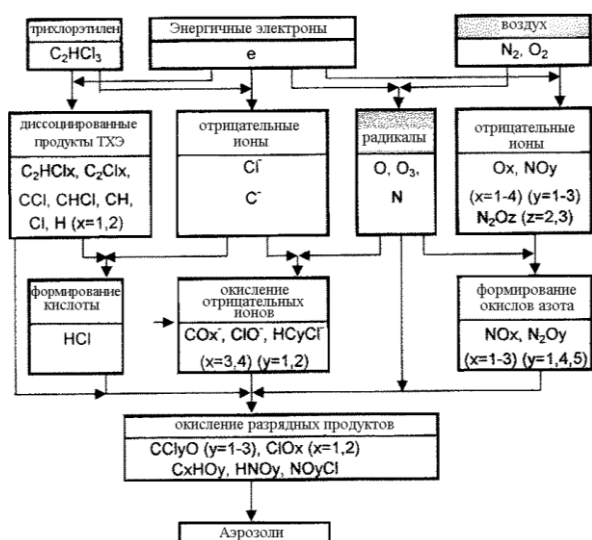 трихлорэтилен
C₂HCl₃
Энергичные электроны
e
воздух
N₂, O₂
диссоциированные
продукты ТХЭ
C₂HClx, C₂Clx,
CCl, CHCl, CH,
Cl, H (x=1,2)
отрицательные
ионы
Cl⁻
C⁻
радикалы
O, O₃,
N
отрицательные
ионы
Ox, NOy
(x=1-4) (y=1-3)
N₂Oz (z=2,3)
формирование
кислоты
HCl
окисление
отрицательных
ионов
COx⁻, ClO⁻, HCyCl⁻
(x=3,4) (y=1,2)
формирование
окислов азота
NOx, N₂Oy
(x=1-3) (y=1,4,5)
окисление разрядных продуктов
CClyO (y=1-3), ClOx (x=1,2)
CxHOy, HNOy, NOyCl
Аэрозоли